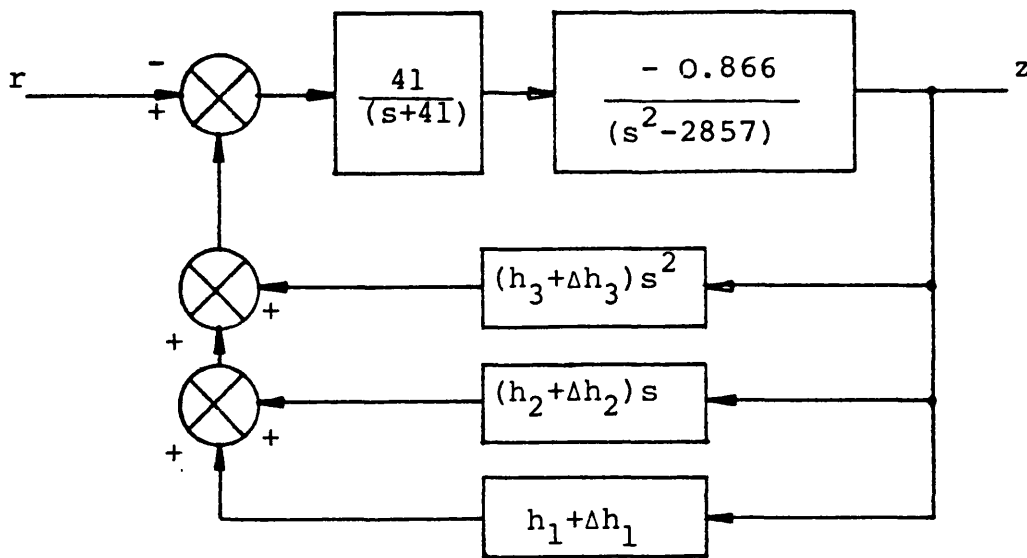 r
-
+
41
(s+41)
- 0.866
(s²-2857)
z
(h₃+Δh₃)s²
+
+
(h₂+Δh₂)s
+
+
h₁+Δh₁